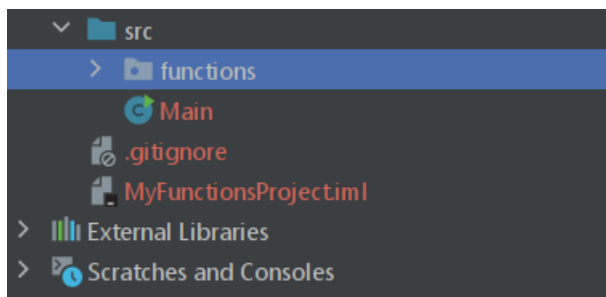 src
functions
Main
.gitignore
MyFunctionsProject.iml
External Libraries
Scratches and Consoles